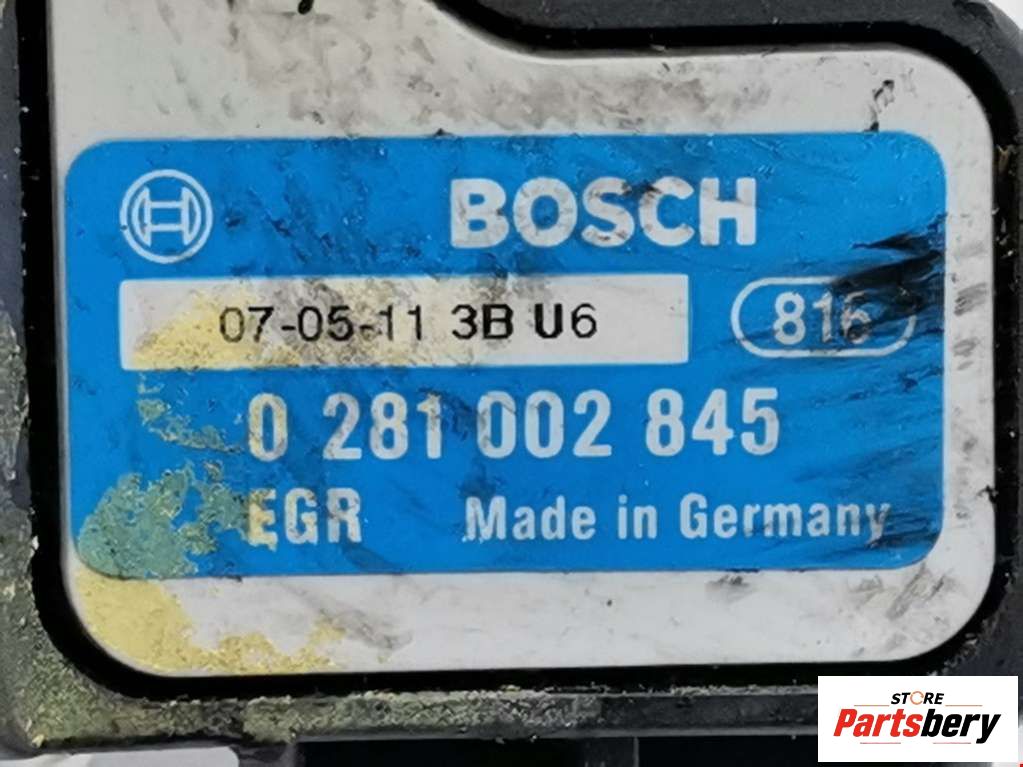 BOSCH
07-05-11 3B U6
816
0 281 002 845
EGR Made in Germany
STORE
Partsbery